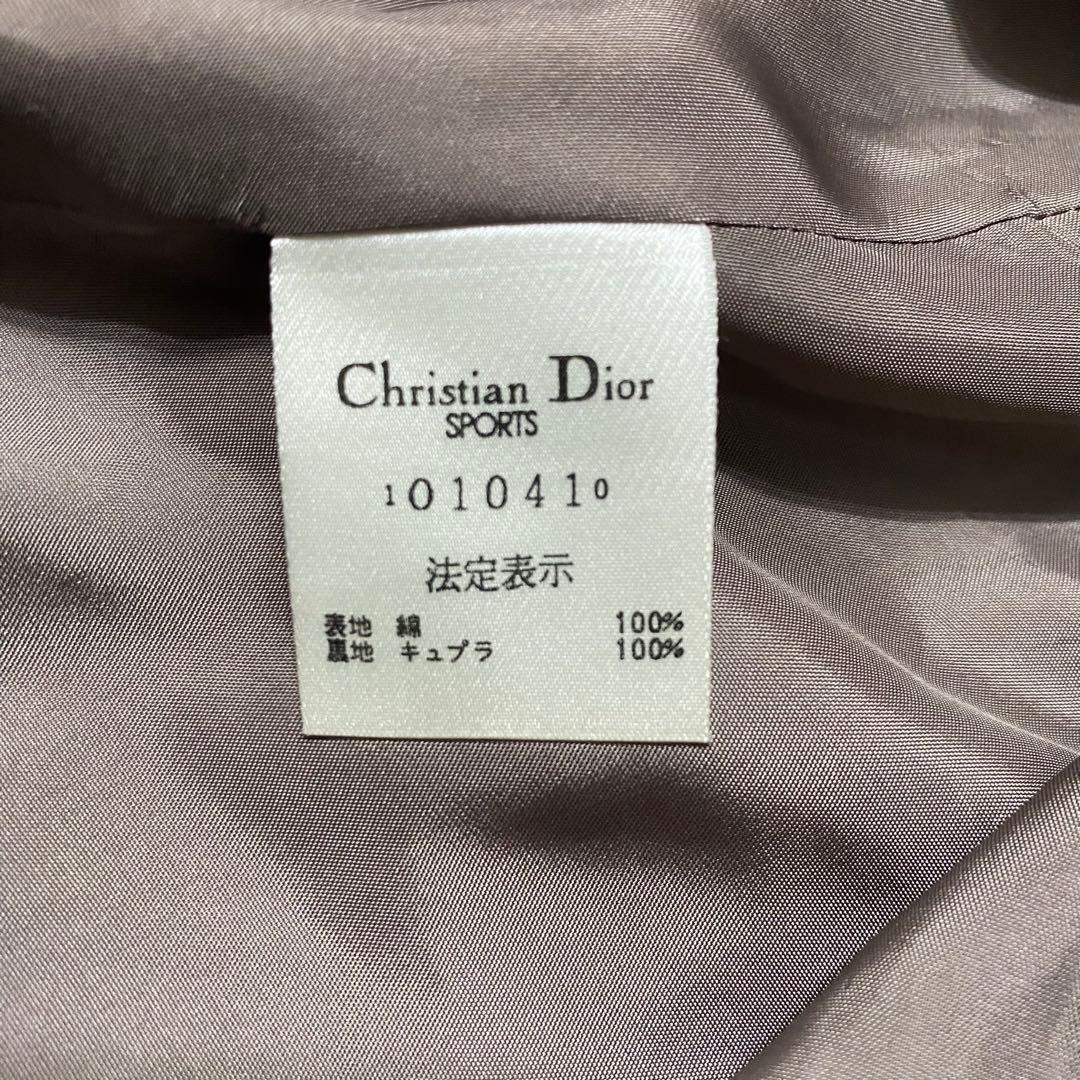 Christian Dior
SPORTS
1010410
法定表示
表地 綿 100%
裏地 キュプラ 100%